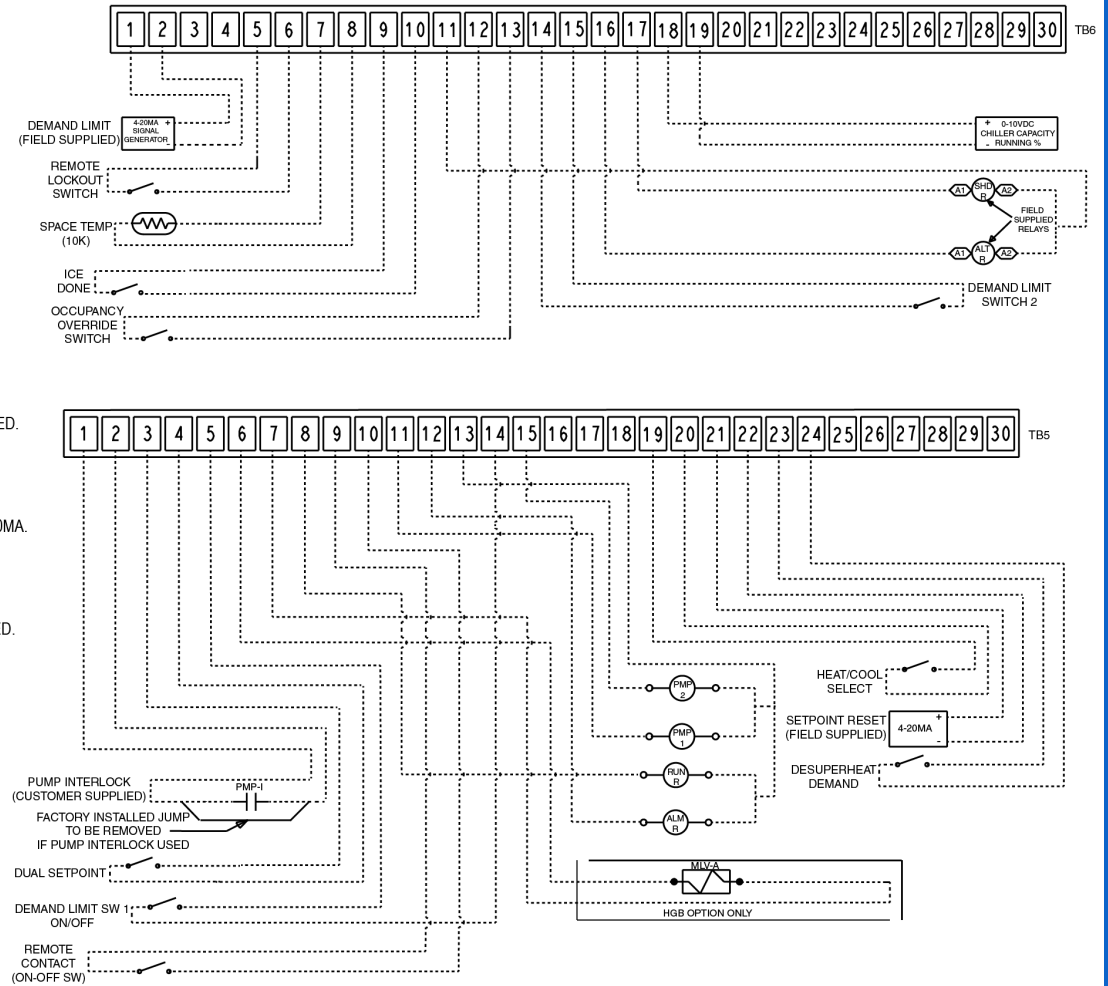 1 2 3 4 5 6 7 8 9 10 11 12 13 14 15 16 17 18 19 20 21 22 23 24 25 26 27 28 29 30 TB6
DEMAND LIMIT
(FIELD SUPPLIED)
4-20MA +
SIGNAL
GENERATOR -
+ 0-10VDC
CHILLER CAPACITY
- RUNNING %
REMOTE
LOCKOUT
SWITCH
A1 SHD
R A2
SPACE TEMP
(10K)
FIELD
SUPPLIED
RELAYS
A1 ALT
R A2
ICE
DONE
DEMAND LIMIT
SWITCH 2
OCCUPANCY
OVERRIDE
SWITCH
ED.
1 2 3 4 5 6 7 8 9 10 11 12 13 14 15 16 17 18 19 20 21 22 23 24 25 26 27 28 29 30 TB5
0MA.
ED.
PMP
2
HEAT/COOL
SELECT
PMP
1
SETPOINT RESET
(FIELD SUPPLIED)
4-20MA
+
-
RUN
R
DESUPERHEAT
DEMAND
PUMP INTERLOCK
(CUSTOMER SUPPLIED)
PMP-I
FACTORY INSTALLED JUMP
TO BE REMOVED
IF PUMP INTERLOCK USED
ALM
R
DUAL SETPOINT
MLV-A
HGB OPTION ONLY
DEMAND LIMIT SW 1
ON/OFF
REMOTE
CONTACT
(ON-OFF SW)